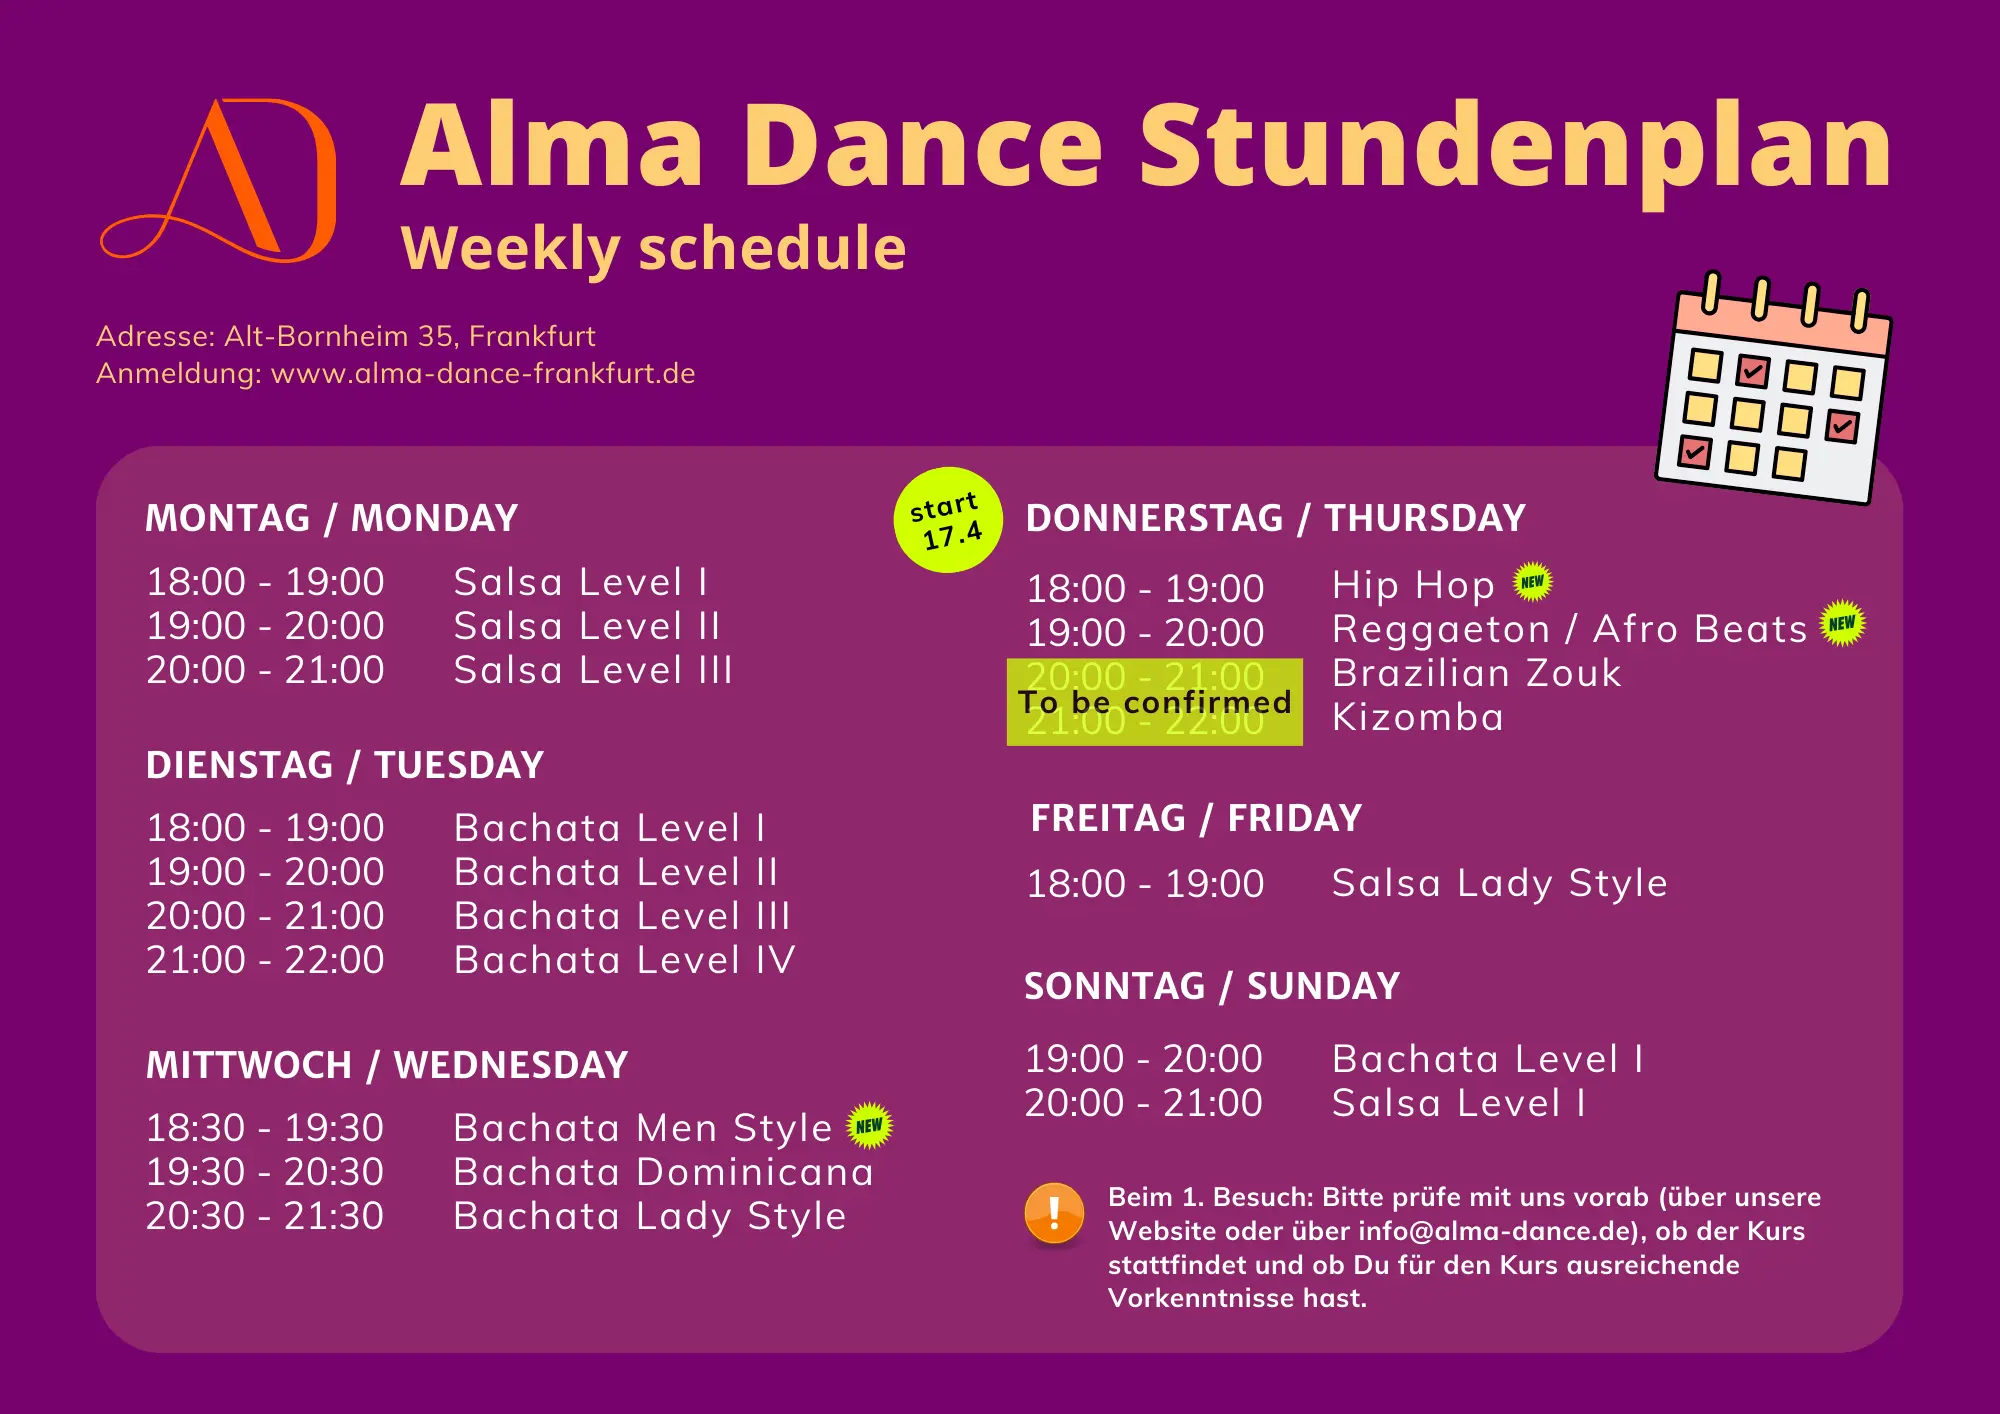 AD
Alma Dance Stundenplan
Weekly schedule
Adresse: Alt-Bornheim 35, Frankfurt
Anmeldung: www.alma-dance-frankfurt.de
MONTAG / MONDAY
18:00 - 19:00 Salsa Level I
19:00 - 20:00 Salsa Level II
20:00 - 21:00 Salsa Level III
DIENSTAG / TUESDAY
18:00 - 19:00 Bachata Level I
19:00 - 20:00 Bachata Level II
20:00 - 21:00 Bachata Level III
21:00 - 22:00 Bachata Level IV
MITTWOCH / WEDNESDAY
18:30 - 19:30 Bachata Men Style NEW
19:30 - 20:30 Bachata Dominicana
20:30 - 21:30 Bachata Lady Style
start
17.4
DONNERSTAG / THURSDAY
18:00 - 19:00 Hip Hop NEW
19:00 - 20:00 Reggaeton / Afro Beats NEW
20:00 - 21:00 Brazilian Zouk
To be confirmed
21:00 - 22:00 Kizomba
FREITAG / FRIDAY
18:00 - 19:00 Salsa Lady Style
SONNTAG / SUNDAY
19:00 - 20:00 Bachata Level I
20:00 - 21:00 Salsa Level I
! Beim 1. Besuch: Bitte prüfe mit uns vorab (über unsere
Website oder über info@alma-dance.de), ob der Kurs
stattfindet und ob Du für den Kurs ausreichende
Vorkenntnisse hast.